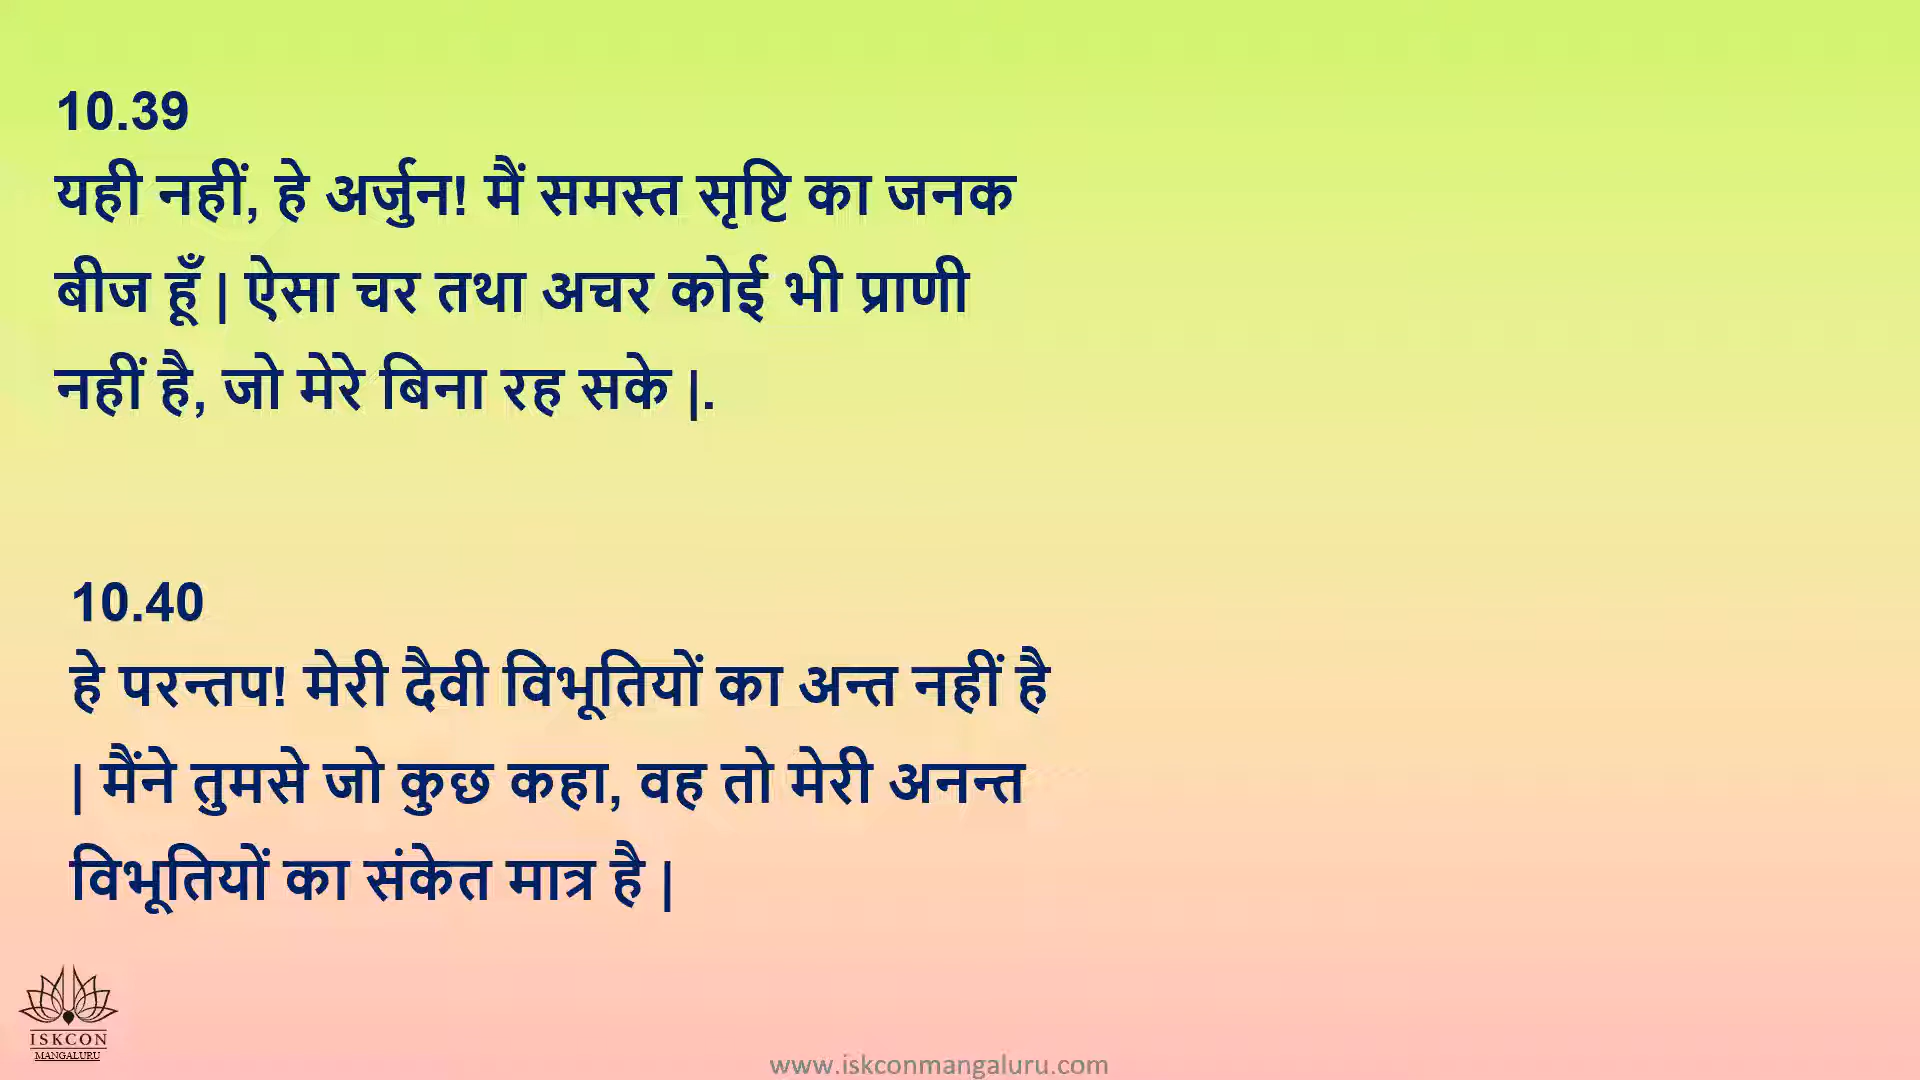 10.39
यही नहीं, हे अर्जुन! मैं समस्त सृष्टि का जनक
बीज हूँ | ऐसा चर तथा अचर कोई भी प्राणी
नहीं है, जो मेरे बिना रह सके |.
10.40
हे परन्तप! मेरी दैवी विभूतियों का अन्त नहीं है
| मैंने तुमसे जो कुछ कहा, वह तो मेरी अनन्त
विभूतियों का संकेत मात्र है |
ISKCON
MANGALURU
www.iskconmangaluru.com